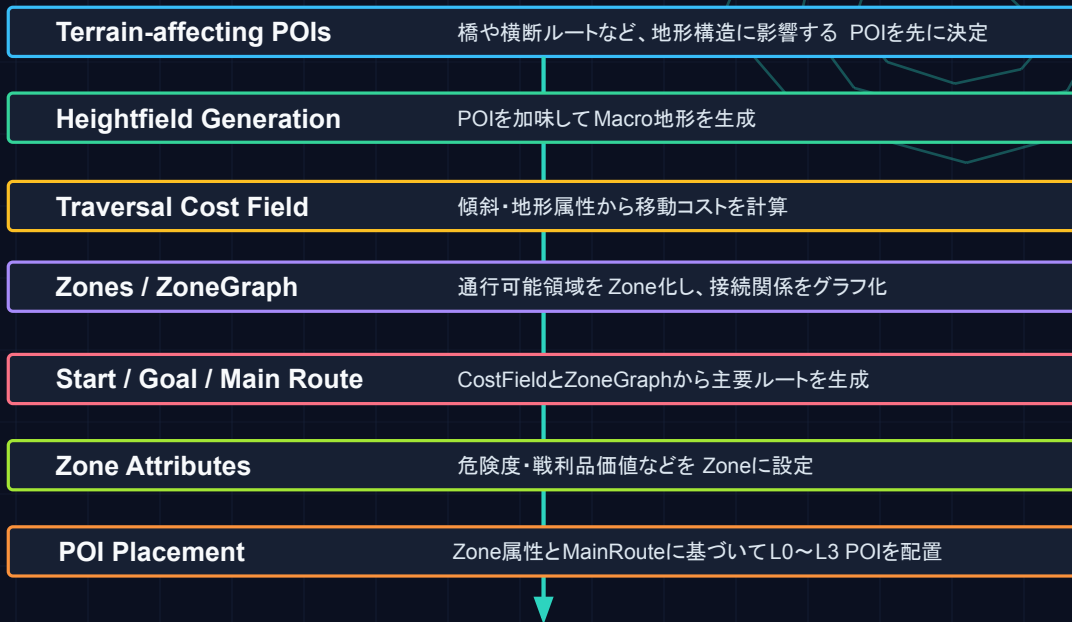 Terrain-affecting POIs 橋や横断ルートなど、地形構造に影響する POIを先に決定
Heightfield Generation POIを加味して Macro地形を生成
Traversal Cost Field 傾斜・地形属性から移動コストを計算
Zones / ZoneGraph 通行可能領域を Zone化し、接続関係をグラフ化
Start / Goal / Main Route CostFieldとZoneGraphから主要ルートを生成
Zone Attributes 危険度・戦利品価値などを Zoneに設定
POI Placement Zone属性とMainRouteに基づいて L0～L3 POIを配置